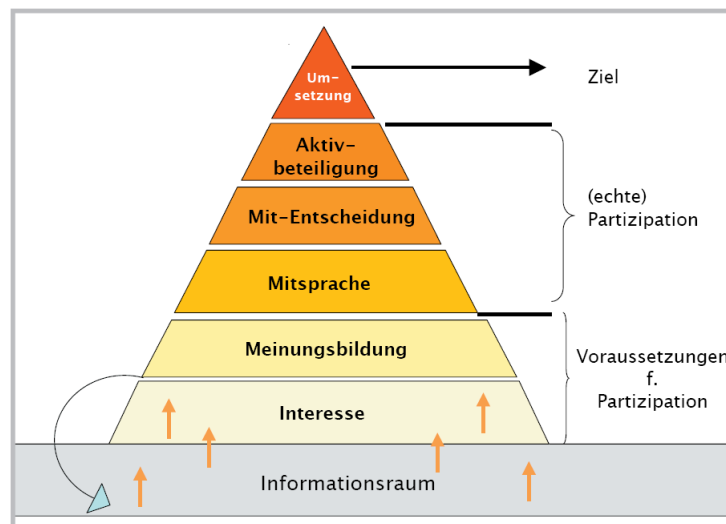 Um-
setzung
Ziel
Aktiv-
beteiligung
Mit-Entscheidung
(echte)
Partizipation
Mitsprache
Meinungsbildung
Voraussetzungen
f.
Partizipation
Interesse
Informationsraum